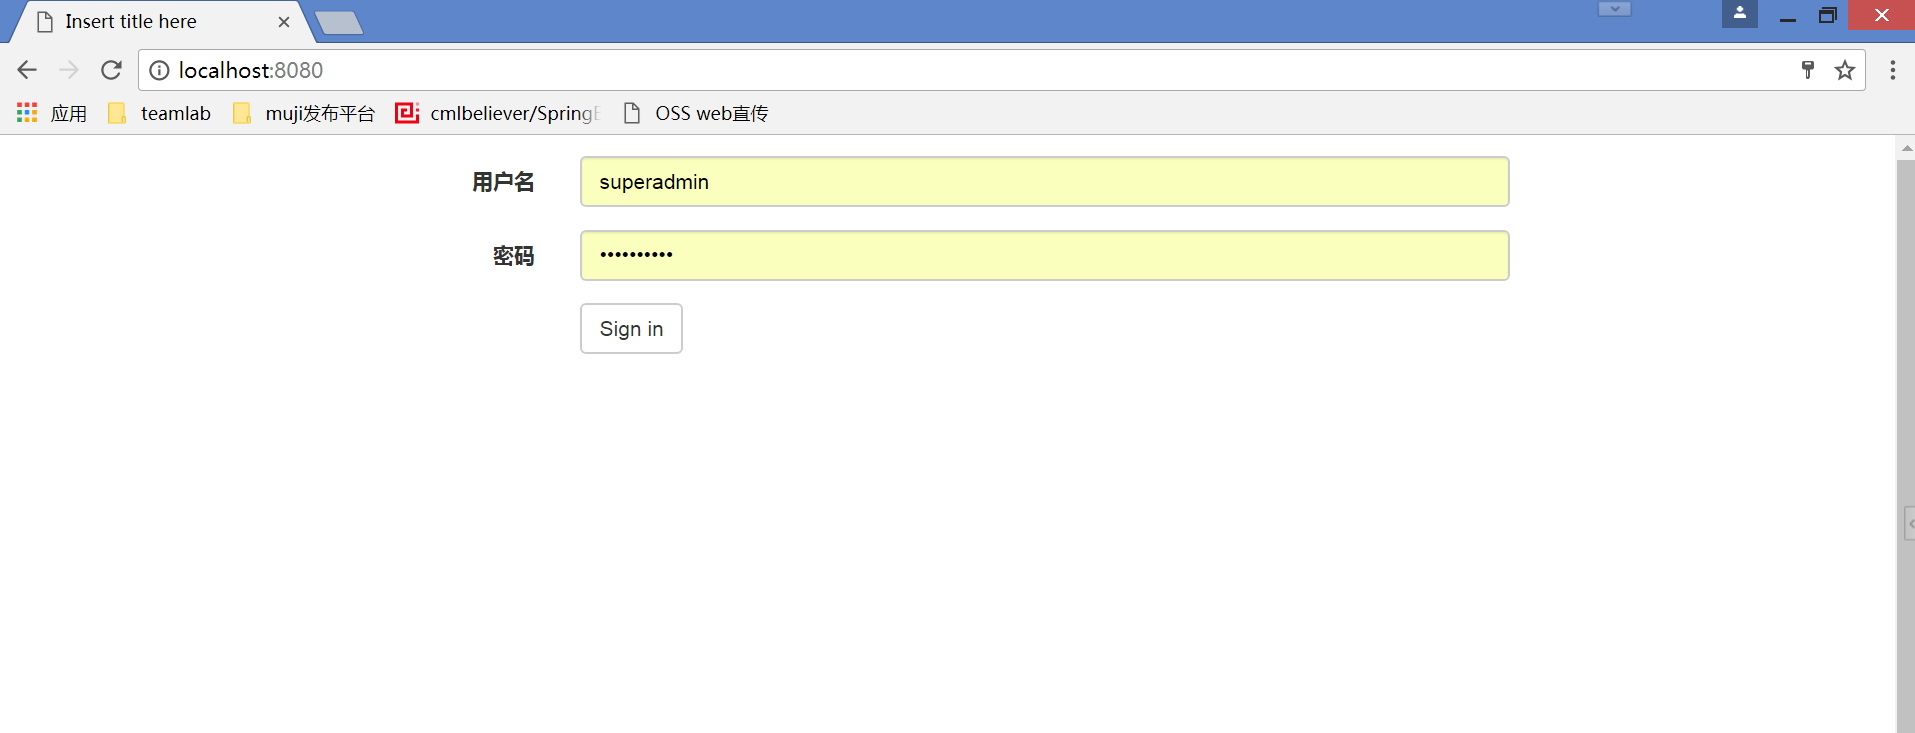 Insert title here
localhost:8080
应用 teamlab muji发布平台 cmlbeliever/Spring OSS web直传
用户名 superadmin
密码 ••••••••••
Sign in